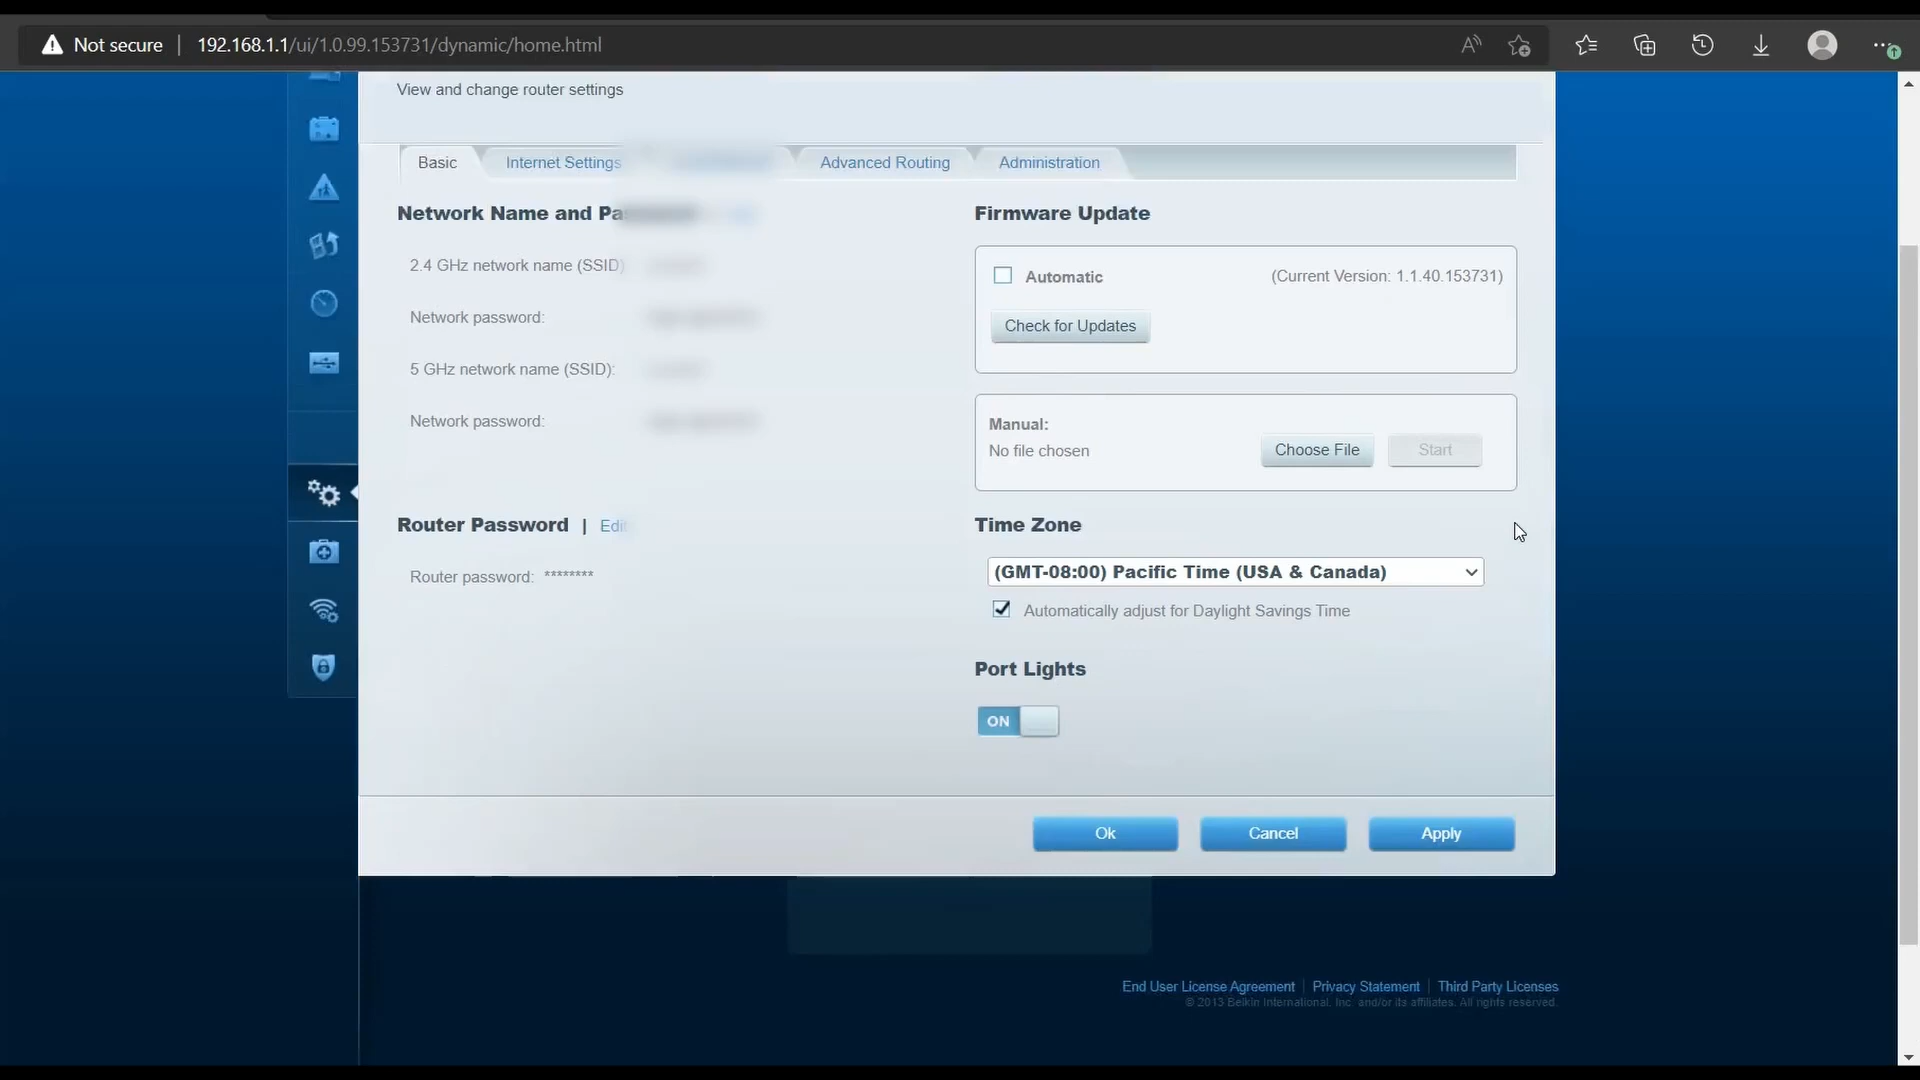 Not secure
192.168.1.1/ui/1.0.99.153731/dynamic/home.html
View and change router settings
Basic
Internet Settings
Advanced Routing
Administration
Network Name and
2.4 GHz network name (SSID)
Network password:
5 GHz network name (SSID):
Network password:
Router Password | Edit
Router password: ********
Firmware Update
Automatic
(Current Version: 1.1.40.153731)
Check for Updates
Manual:
No file chosen
Choose File
Start
Time Zone
(GMT-08:00) Pacific Time (USA & Canada)
Automatically adjust for Daylight Savings Time
Port Lights
ON
Ok
Cancel
Apply
End User License Agreement | Privacy Statement | Third Party Licenses
© 2013 Belkin International, Inc. and/or its affiliates. All rights reserved.